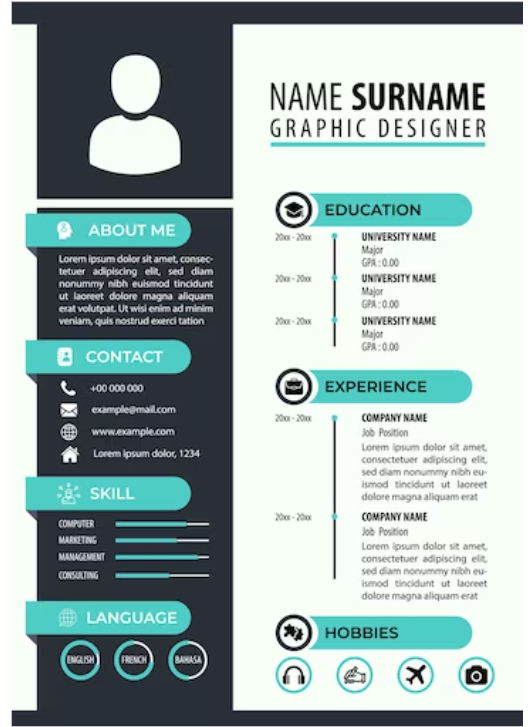 NAME SURNAME
GRAPHIC DESIGNER
ABOUT ME
Lorem ipsum dolor sit amet, consec-
tetuer adipiscing elit, sed diam
nonummy nibh euismod tincidunt
ut laoreet dolore magna aliquam
erat volutpat. Ut wisi enim ad minim
veniam, quis nostrud exerci tation
CONTACT
+00 000 000
example@mail.com
www.example.com
Lorem ipsum dolor, 1234
SKILL
COMPUTER
MARKETING
MANAGEMENT
CONSULTING
LANGUAGE
ENGLISH
FRENCH
BAHASA
EDUCATION
20xx - 20xx
UNIVERSITY NAME
Major
GPA : 0.00
20xx - 20xx
UNIVERSITY NAME
Major
GPA : 0.00
20xx - 20xx
UNIVERSITY NAME
Major
GPA : 0.00
EXPERIENCE
20xx - 20xx
COMPANY NAME
Job Position
Lorem ipsum dolor sit amet,
consectetuer adipiscing elit,
sed diam nonummy nibh eu-
ismod tincidunt ut laoreet
dolore magna aliquam erat
20xx - 20xx
COMPANY NAME
Job Position
Lorem ipsum dolor sit amet,
consectetuer adipiscing elit,
sed diam nonummy nibh eu-
ismod tincidunt ut laoreet
dolore magna aliquam erat
HOBBIES